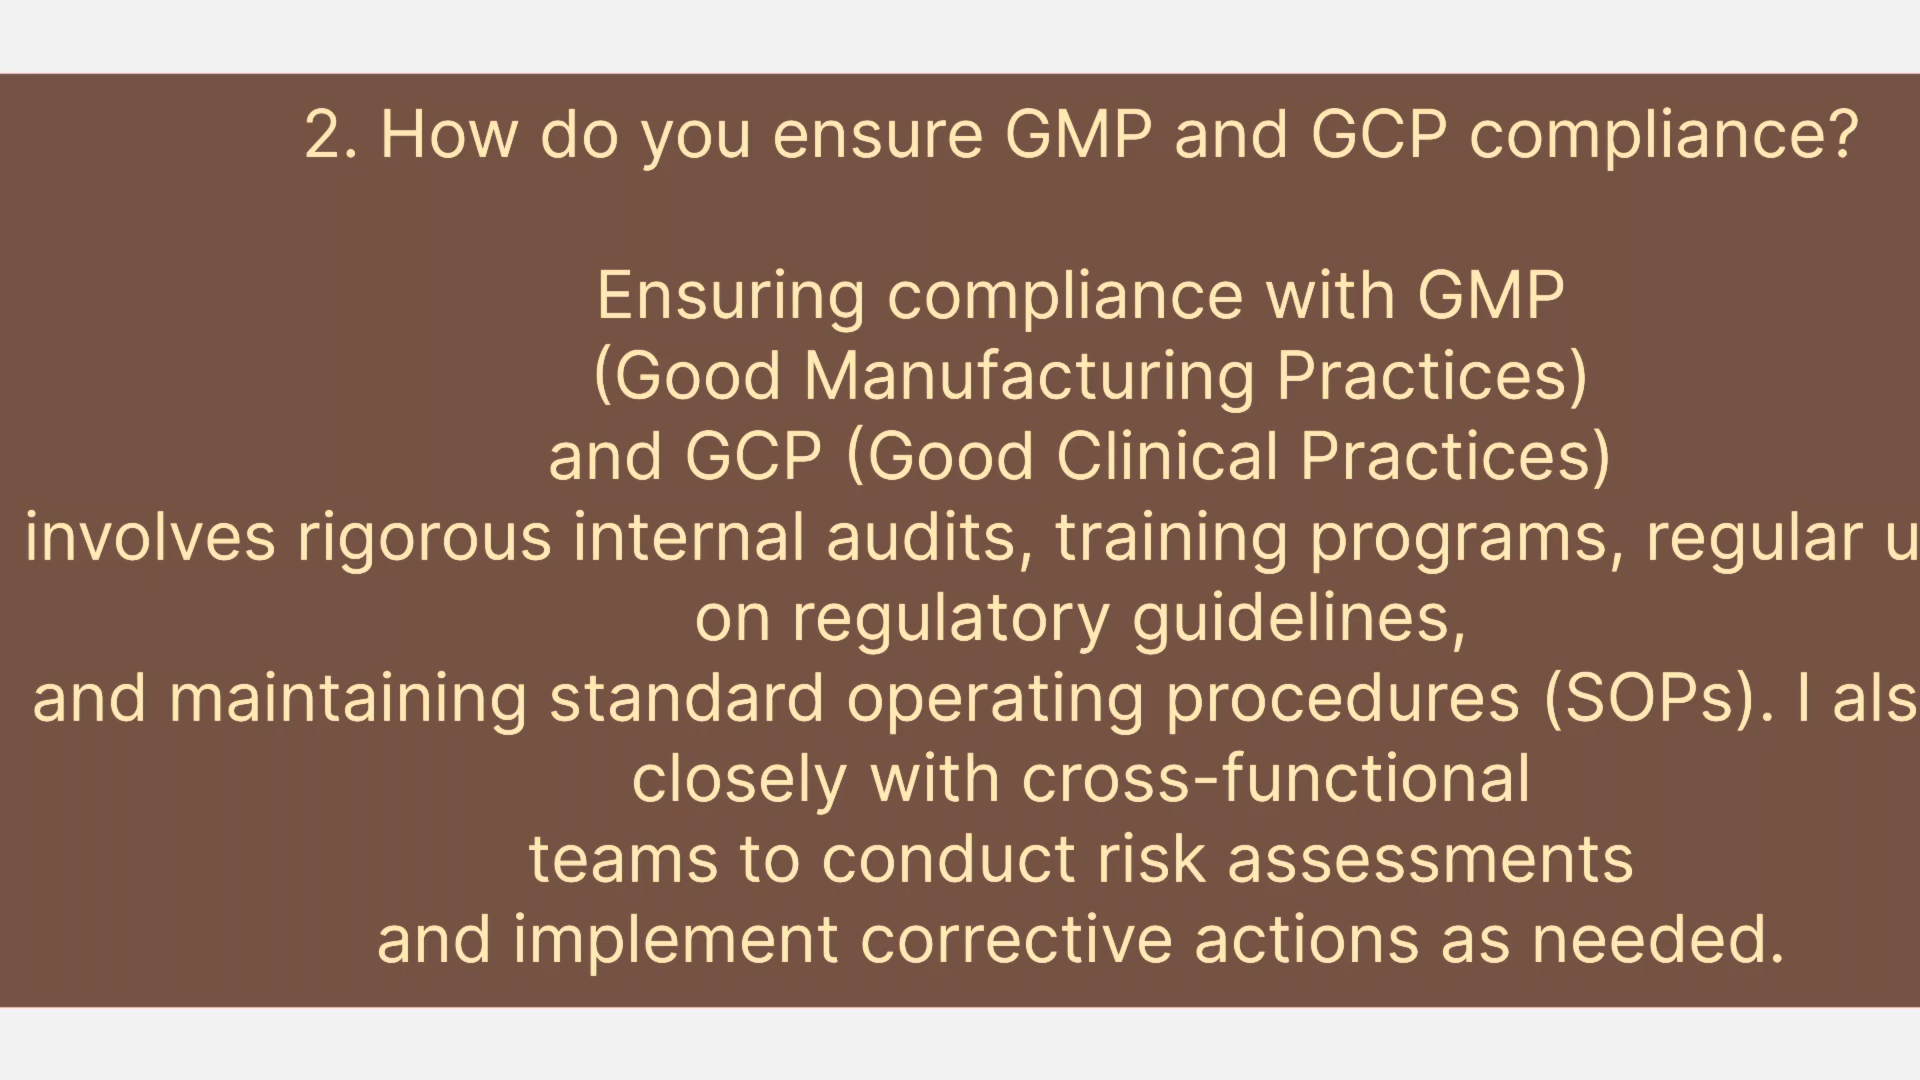 2. How do you ensure GMP and GCP compliance?
Ensuring compliance with GMP
(Good Manufacturing Practices)
and GCP (Good Clinical Practices)
involves rigorous internal audits, training programs, regular u
on regulatory guidelines,
and maintaining standard operating procedures (SOPs). I als
closely with cross-functional
teams to conduct risk assessments
and implement corrective actions as needed.